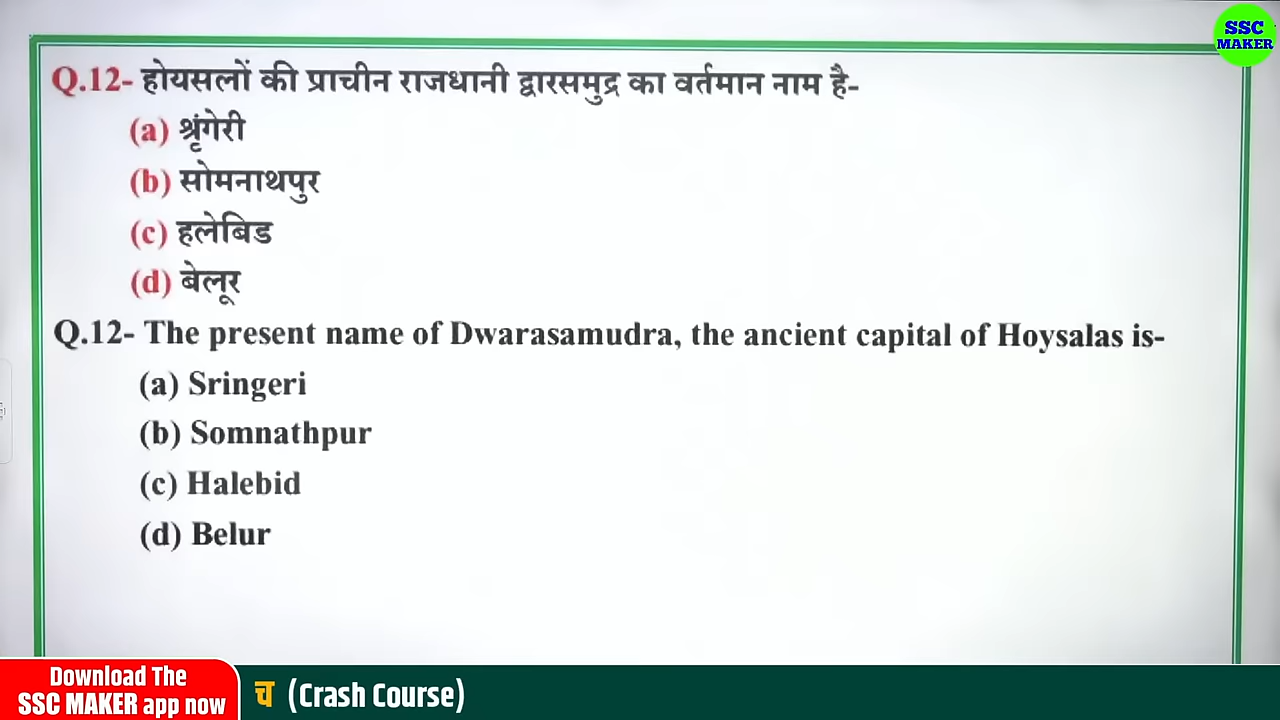 SSC
MAKER
Q.12- होयसलों की प्राचीन राजधानी द्वारसमुद्र का वर्तमान नाम है-
(a) श्रृंगेरी
(b) सोमनाथपुर
(c) हलेबिड
(d) बेलूर
Q.12- The present name of Dwarasamudra, the ancient capital of Hoysalas is-
(a) Sringeri
(b) Somnathpur
(c) Halebid
(d) Belur
Download The
SSC MAKER app now
च (Crash Course)